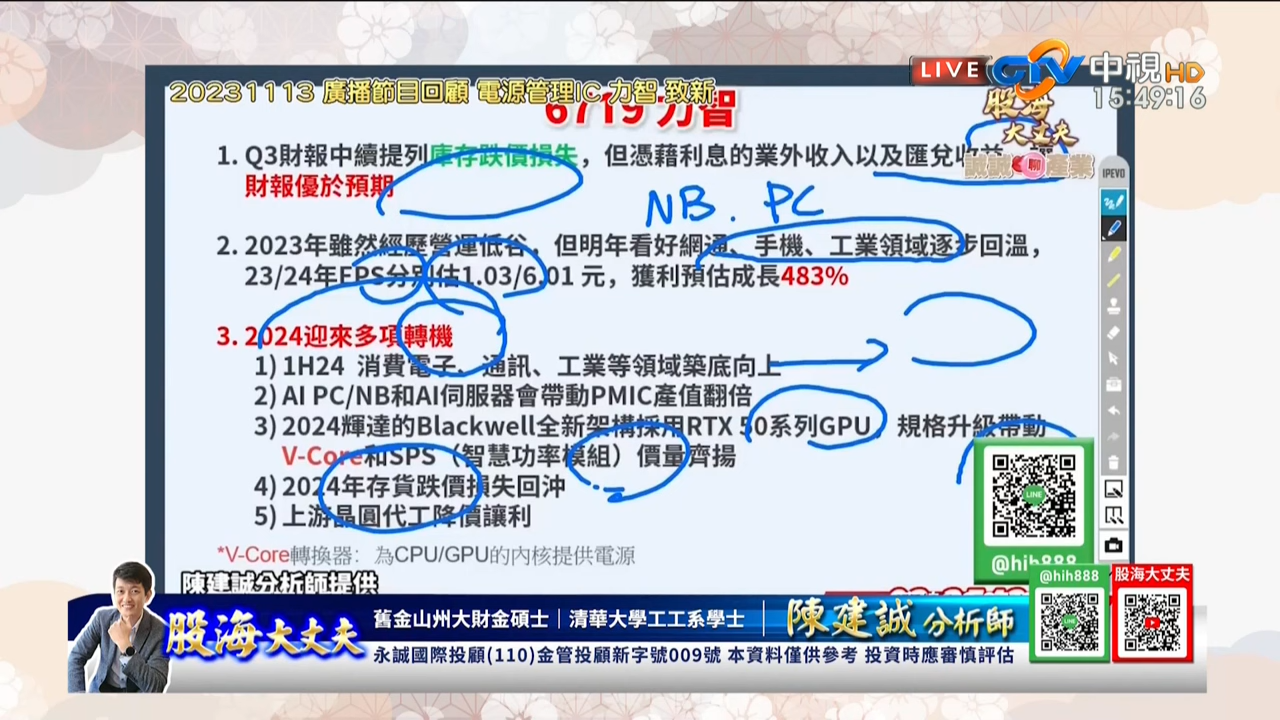 LIVE CTV 中視HD
15:49:16
20231113 廣播節目回顧 電源管理IC 力智 致新
股海大丈夫
誠誠聊產業
6719 力智
1. Q3財報中續提列庫存跌價損失，但憑藉利息的業外收入以及匯兌收益，
財報優於預期
NB. PC
2. 2023年雖然經歷營運低谷，但明年看好網通、手機、工業領域逐步回溫，
23/24年EPS分別估1.03/6.01 元，獲利預估成長483%
3. 2024迎來多項轉機
1) 1H24 消費電子、通訊、工業等領域築底向上
2) AI PC/NB和AI伺服器會帶動PMIC產值翻倍
3) 2024輝達的Blackwell全新架構採用RTX 50系列GPU，規格升級帶動
V-Core和SPS（智慧功率模組）價量齊揚
4) 2024年存貨跌價損失回沖
5) 上游晶圓代工降價讓利
*V-Core轉換器：為CPU/GPU的內核提供電源
IPEVO
LINE
@hih888
陳建誠分析師提供
股海大丈夫
舊金山州大財金碩士｜清華大學工工系學士
陳建誠 分析師
永誠國際投顧(110)金管投顧新字號009號 本資料僅供參考 投資時應審慎評估
@hih888
LINE
股海大丈夫